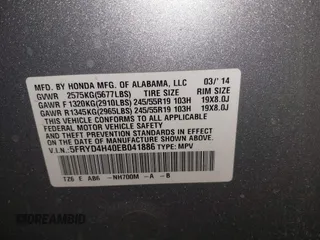 MFD. BY HONDA MFG. OF ALABAMA, LLC 03/'14
GVWR 2575KG(5677LBS) TIRE SIZE RIM SIZE
GAWR F 1320KG(2910LBS) 245/55R19 103H 19X8.0J
GAWR R 1345KG(2965LBS) 245/55R19 103H 19X8.0J
THIS VEHICLE CONFORMS TO ALL APPLICABLE
FEDERAL MOTOR VEHICLE SAFETY AND
THEFT PREVENTION STANDARDS IN EFFECT ON
THE DATE OF MANUFACTURE SHOWN ABOVE.
V.I.N.:5FRYD4H40EB041886 TYPE: MPV
TZ6 E AB6 -NH700M -A -B
DREAMBID